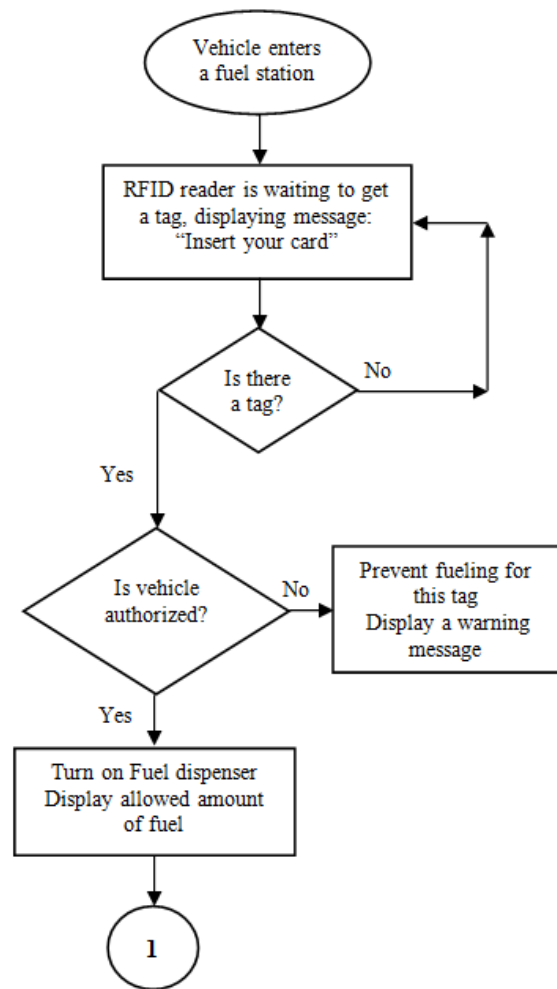 Vehicle enters
a fuel station
RFID reader is waiting to get
a tag, displaying message:
“Insert your card”
Is there
a tag?
No
Yes
Is vehicle
authorized?
No
Prevent fueling for
this tag
Display a warning
message
Yes
Turn on Fuel dispenser
Display allowed amount
of fuel
1